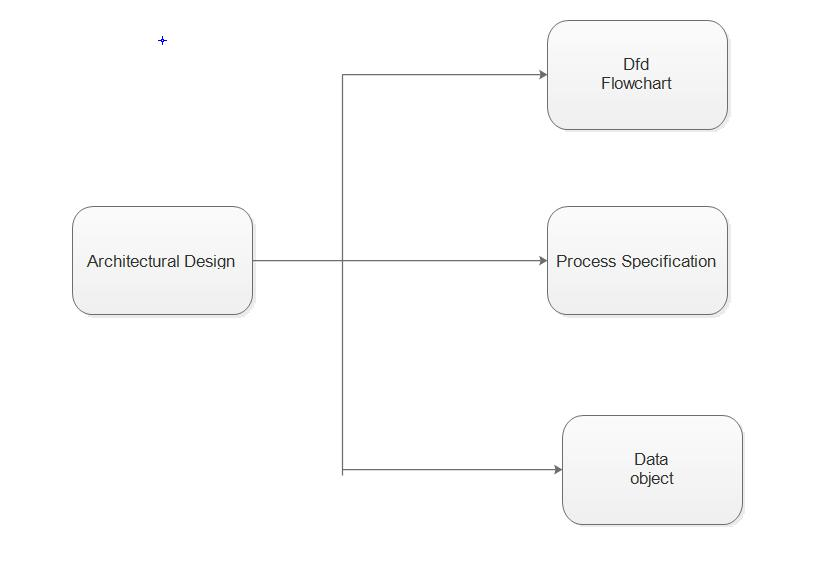 Dfd
Flowchart
Architectural Design
Process Specification
Data
object